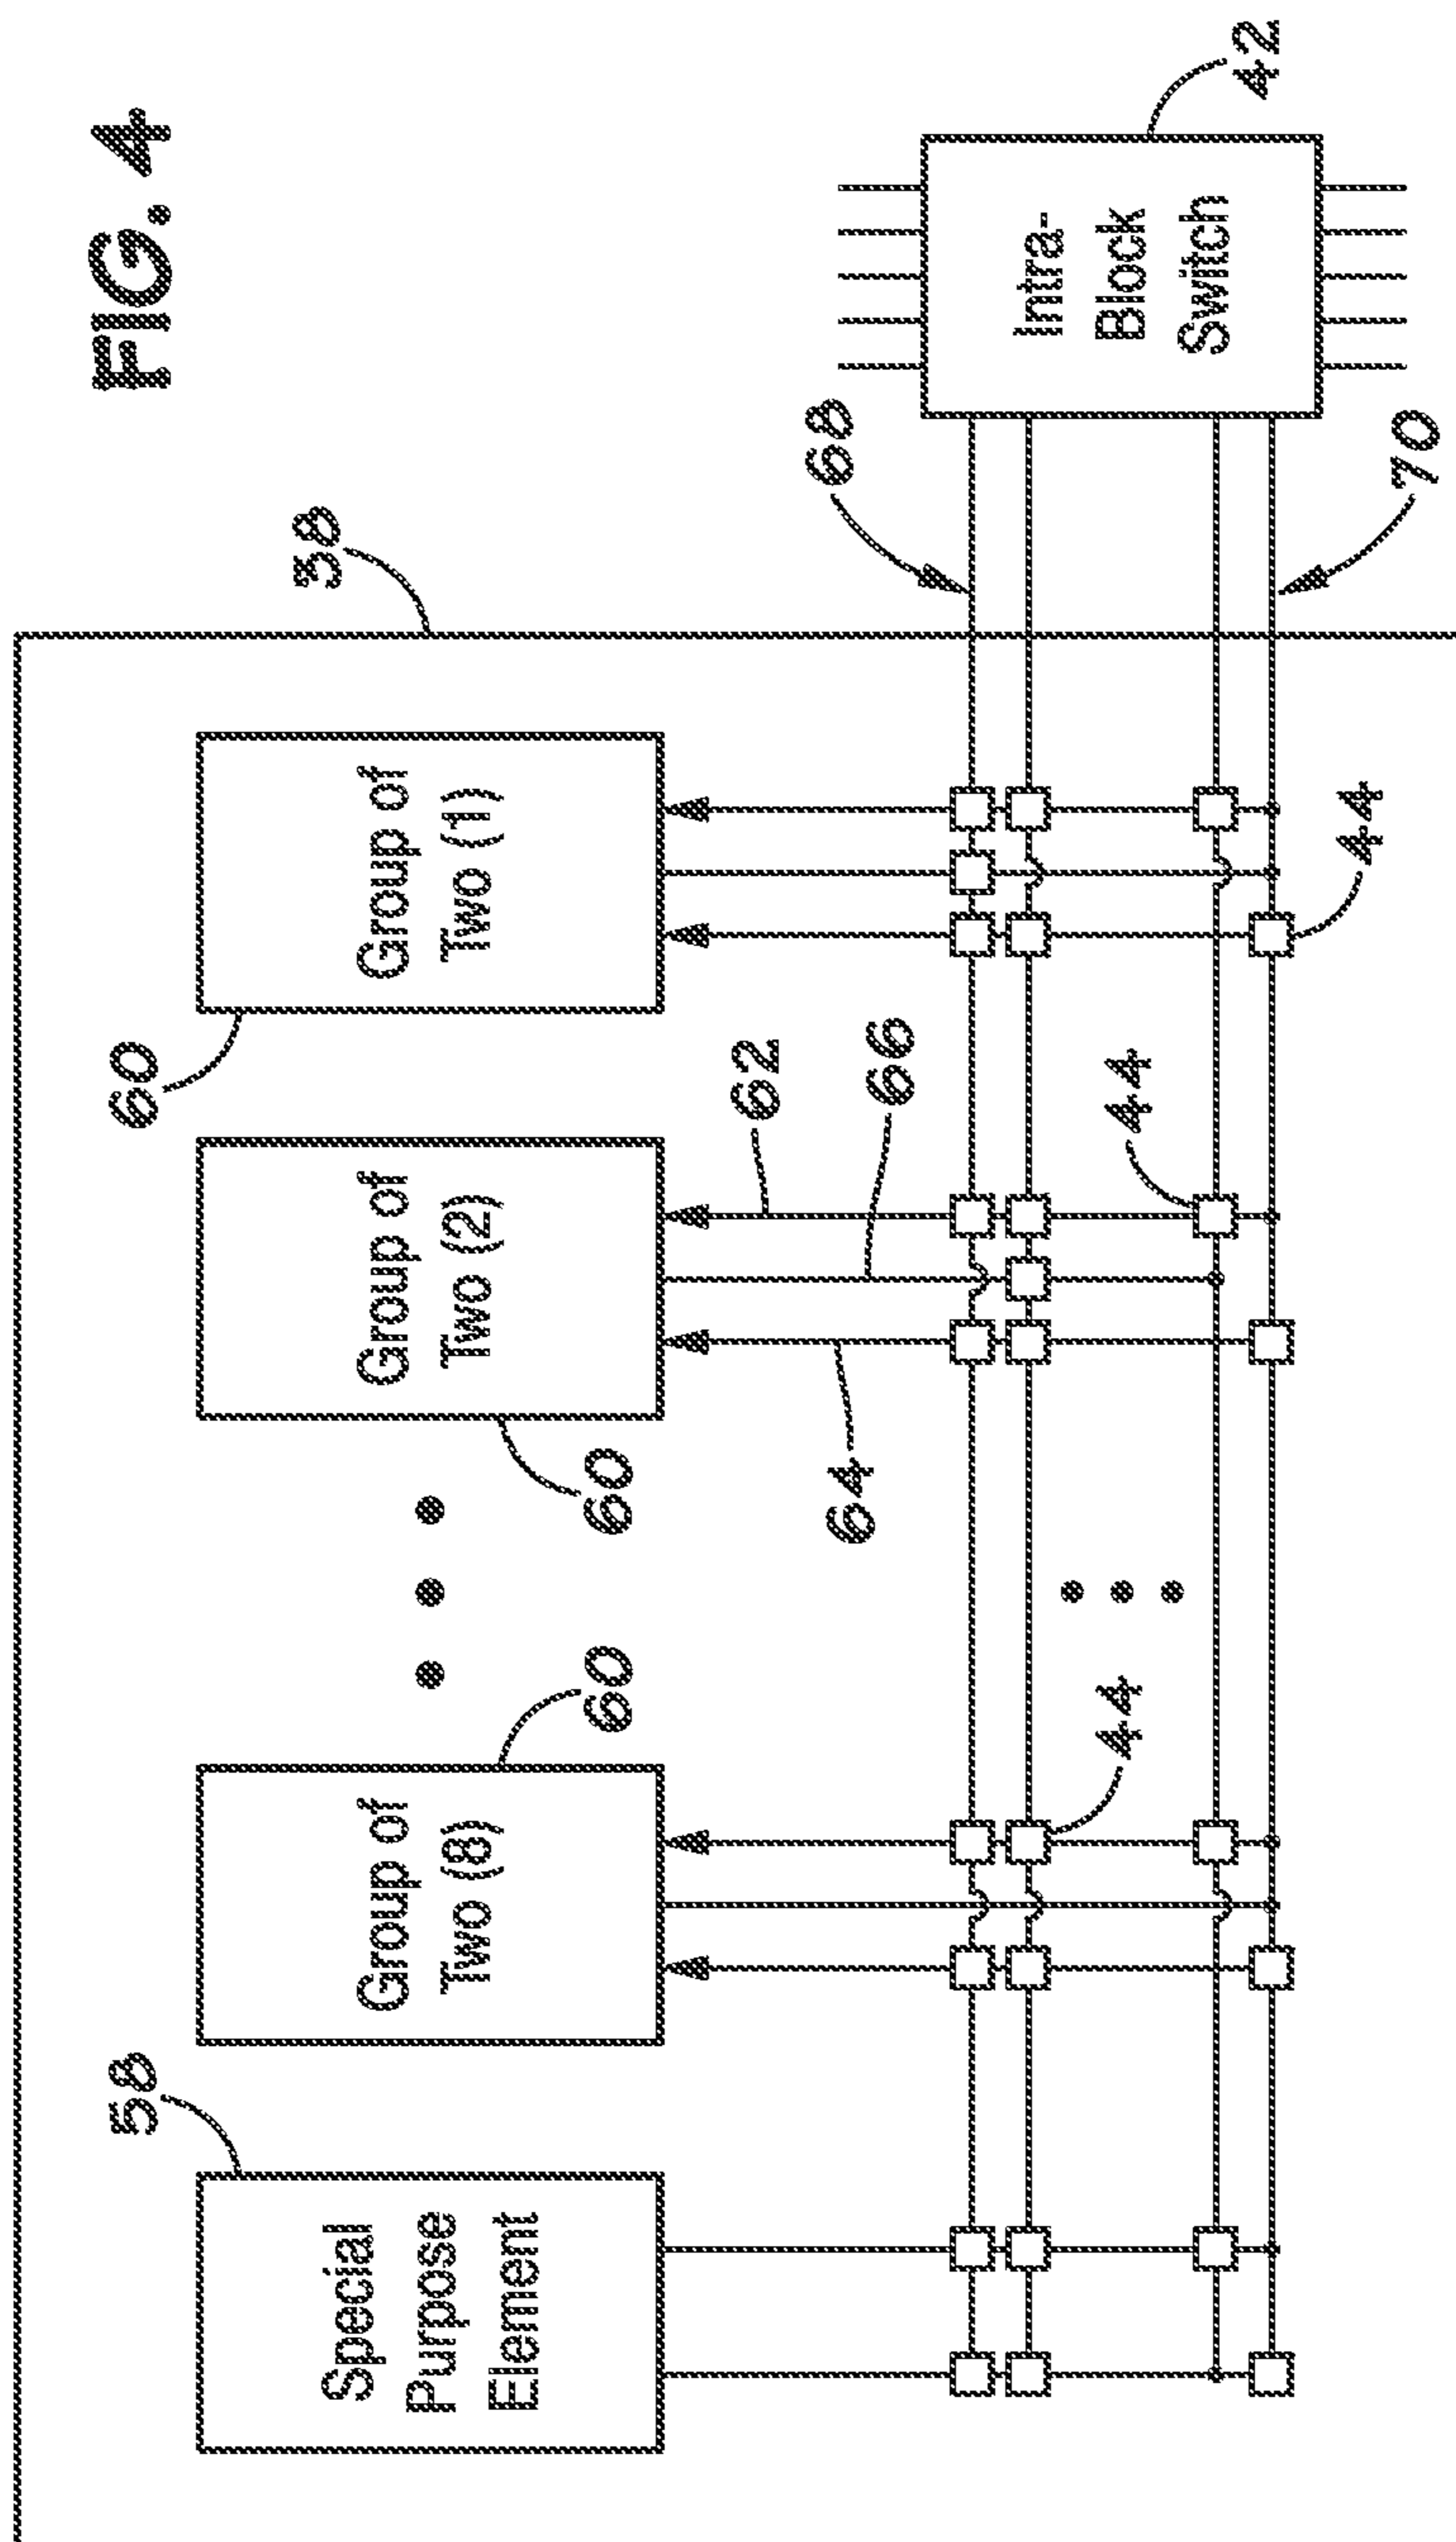 FIG. 4
38
58
Special
Purpose
Element
60
Group of
Two (8)
60
Group of
Two (2)
60
Group of
Two (1)
62
64
66
44
44
44
68
70
Intra-
Block
Switch
42